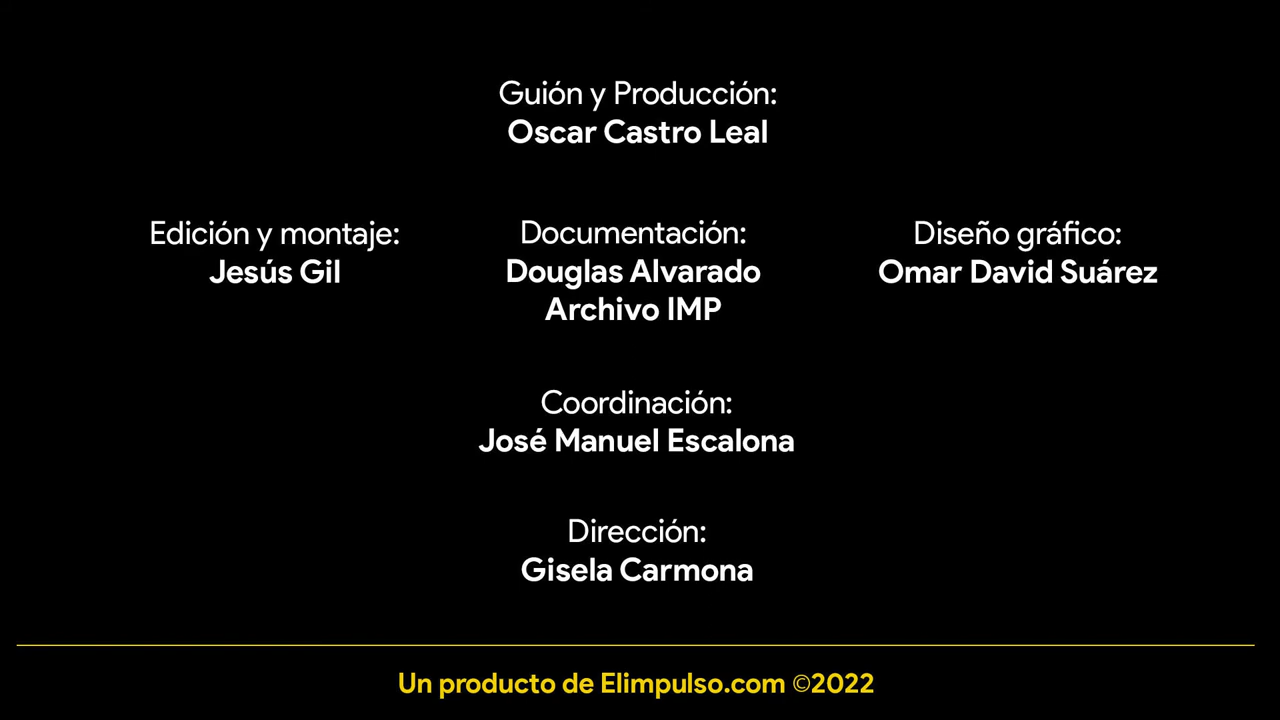 Guión y Producción:
Oscar Castro Leal
Edición y montaje:
Jesús Gil
Documentación:
Douglas Alvarado
Archivo IMP
Diseño gráfico:
Omar David Suárez
Coordinación:
José Manuel Escalona
Dirección:
Gisela Carmona
Un producto de Elimpulso.com ©2022